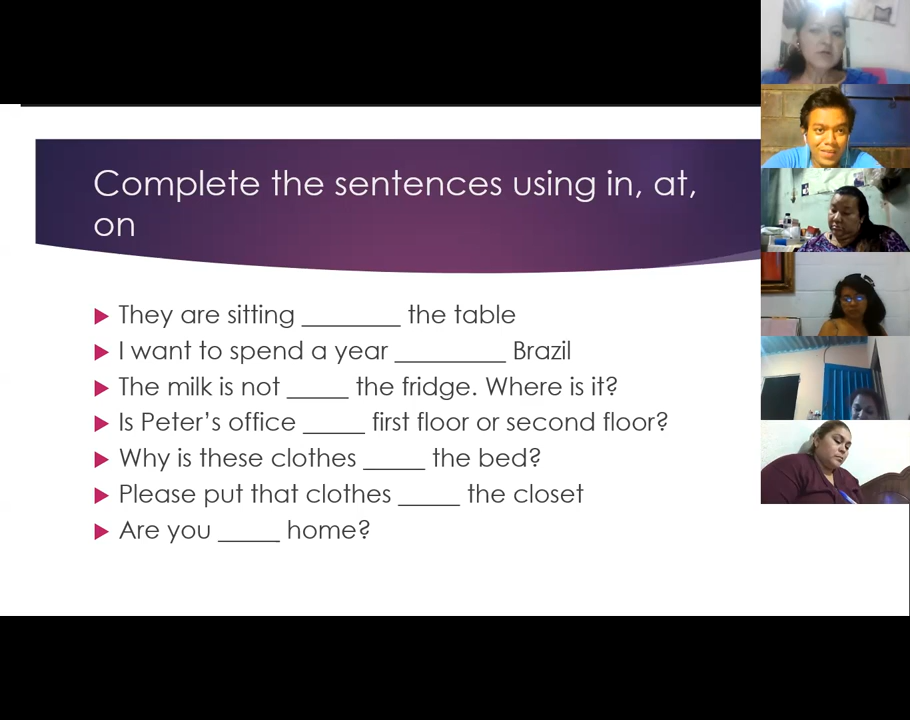 Complete the sentences using in, at,
on
They are sitting ________ the table
I want to spend a year _________ Brazil
The milk is not _____ the fridge. Where is it?
Is Peter’s office _____ first floor or second floor?
Why is these clothes _____ the bed?
Please put that clothes _____ the closet
Are you _____ home?